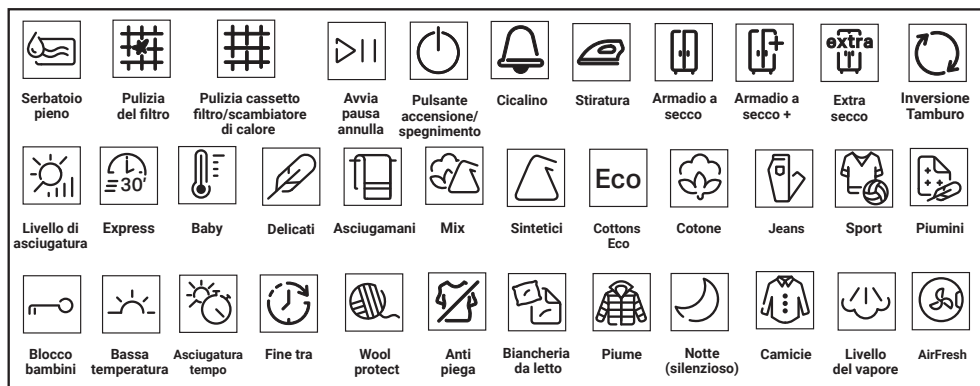 extra
Serbatoio pieno
Pulizia del filtro
Pulizia cassetto filtro/scambiatore di calore
Avvia pausa annulla
Pulsante accensione/ spegnimento
Cicalino
Stiratura
Armadio a secco
Armadio a secco +
Extra secco
Inversione Tamburo
30'
Eco
Livello di asciugatura
Express
Baby
Delicati
Asciugamani
Mix
Sintetici
Cottons Eco
Cotone
Jeans
Sport
Piumini
Blocco bambini
Bassa temperatura
Asciugatura tempo
Fine tra
Wool protect
Anti piega
Biancheria da letto
Piume
Notte (silenzioso)
Camicie
Livello del vapore
AirFresh